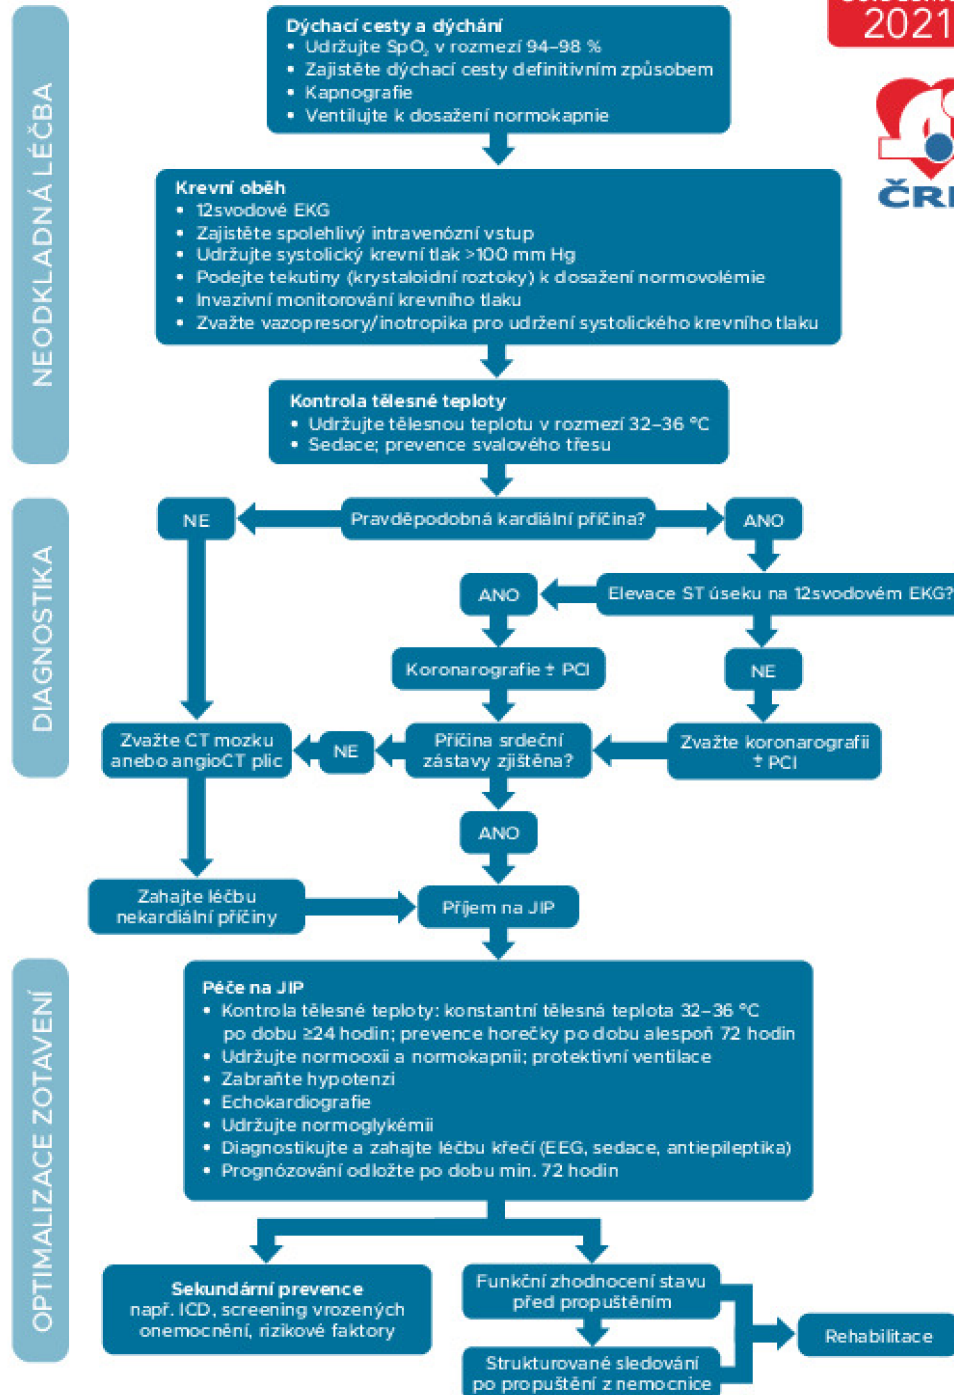 2021
ČR
NEODKLADNÁ LÉČBA
Dýchací cesty a dýchání
• Udržujte SpO₂ v rozmezí 94–98 %
• Zajistěte dýchací cesty definitivním způsobem
• Kapnografie
• Ventilujte k dosažení normokapnie
Krevní oběh
• 12svodové EKG
• Zajistěte spolehlivý intravenózní vstup
• Udržujte systolický krevní tlak >100 mm Hg
• Podejte tekutiny (krystaloidní roztoky) k dosažení normovolémie
• Invazivní monitorování krevního tlaku
• Zvažte vazopresory/inotropika pro udržení systolického krevního tlaku
Kontrola tělesné teploty
• Udržujte tělesnou teplotu v rozmezí 32–36 °C
• Sedace; prevence svalového třesu
DIAGNOSTIKA
NE
Pravděpodobná kardiální příčina?
ANO
ANO
Elevace ST úseku na 12svodovém EKG?
Koronarografie ± PCI
NE
Zvažte CT mozku
anebo angioCT plic
NE
Příčina srdeční
zástavy zjištěna?
Zvažte koronarografii
± PCI
ANO
Zahajte léčbu
nekardiální příčiny
Příjem na JIP
OPTIMALIZACE ZOTAVENÍ
Péče na JIP
• Kontrola tělesné teploty: konstantní tělesná teplota 32–36 °C
po dobu ≥24 hodin; prevence horečky po dobu alespoň 72 hodin
• Udržujte normooxii a normokapnii; protektivní ventilace
• Zabraňte hypotenzi
• Echokardiografie
• Udržujte normoglykémii
• Diagnostikujte a zahajte léčbu křečí (EEG, sedace, antiepileptika)
• Prognózování odložte po dobu min. 72 hodin
Sekundární prevence
např. ICD, screening vrozených
onemocnění, rizikové faktory
Funkční zhodnocení stavu
před propuštěním
Strukturované sledování
po propuštění z nemocnice
Rehabilitace